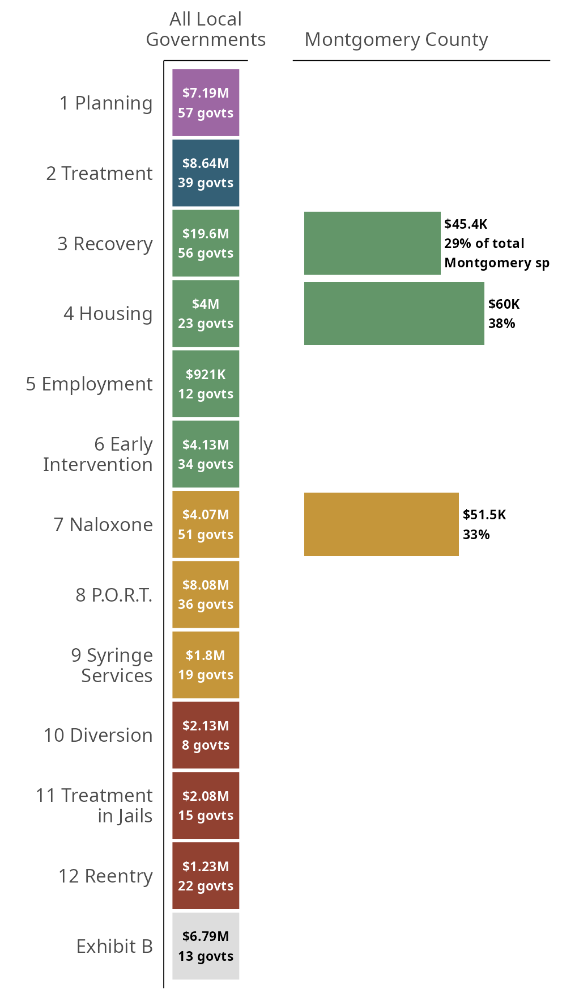 All Local
Governments
Montgomery County
1 Planning
$7.19M
57 govts
2 Treatment
$8.64M
39 govts
3 Recovery
$19.6M
56 govts
$45.4K
29% of total
Montgomery sp
4 Housing
$4M
23 govts
$60K
38%
5 Employment
$921K
12 govts
6 Early
Intervention
$4.13M
34 govts
7 Naloxone
$4.07M
51 govts
$51.5K
33%
8 P.O.R.T.
$8.08M
36 govts
9 Syringe
Services
$1.8M
19 govts
10 Diversion
$2.13M
8 govts
11 Treatment
in Jails
$2.08M
15 govts
12 Reentry
$1.23M
22 govts
Exhibit B
$6.79M
13 govts